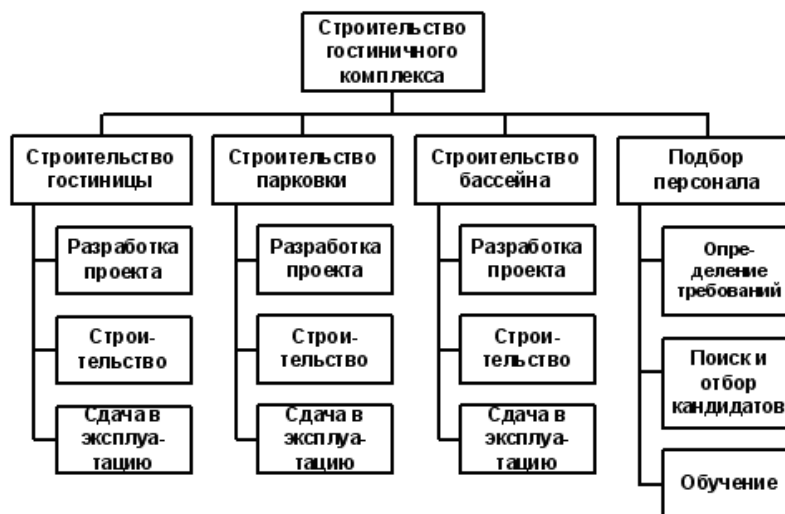 Строительство
гостиничного
комплекса
Строительство
гостиницы
Строительство
парковки
Строительство
бассейна
Подбор
персонала
Разработка
проекта
Строи-
тельство
Сдача в
эксплуа-
тацию
Разработка
проекта
Строи-
тельство
Сдача в
эксплуа-
тацию
Разработка
проекта
Строи-
тельство
Сдача в
эксплуа-
тацию
Опре-
деление
требований
Поиск и
отбор
кандидатов
Обучение